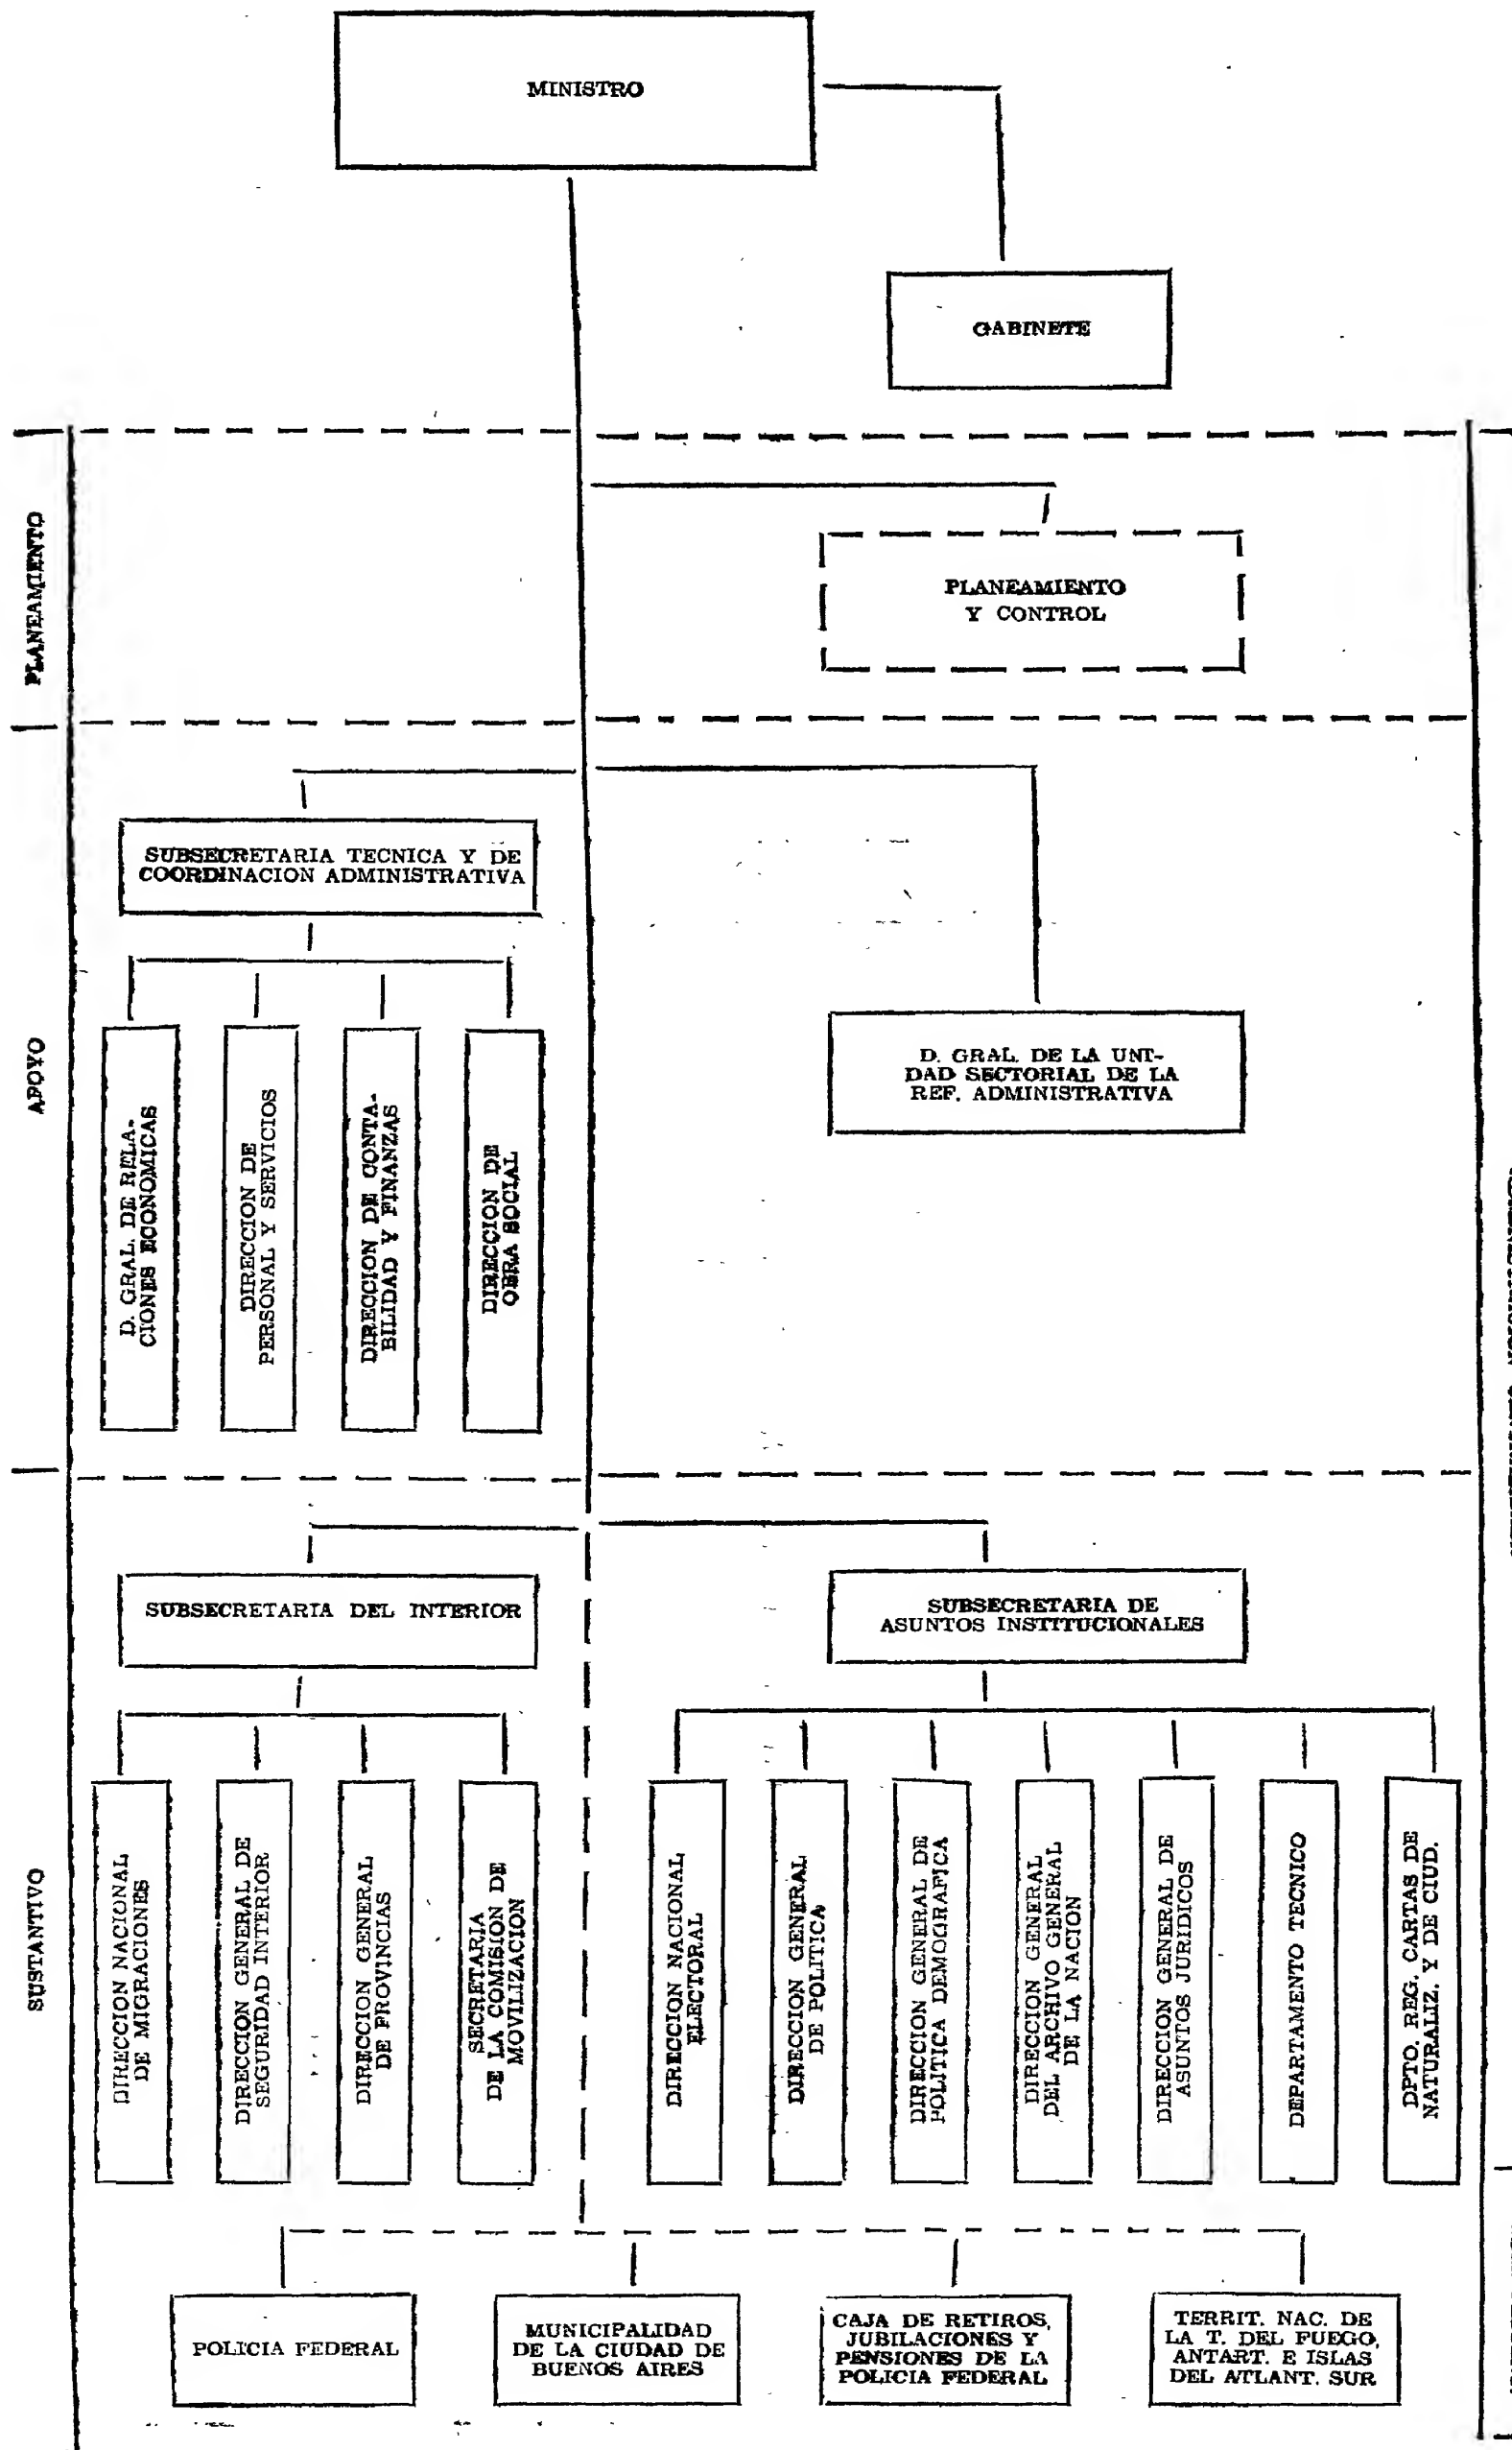 MINISTRO
GABINETE
PLANEAMIENTO
PLANEAMIENTO
Y CONTROL
APOYO
SUBSECRETARIA TECNICA Y DE
COORDINACION ADMINISTRATIVA
D. GRAL. DE RELA-
CIONES ECONOMICAS
DIRECCION DE
PERSONAL Y SERVICIOS
DIRECCION DE CONTA-
BILIDAD Y FINANZAS
DIRECCION DE
OBRA SOCIAL
D. GRAL. DE LA UNI-
DAD SECTORIAL DE LA
REF. ADMINISTRATIVA
SUSTANTIVO
SUBSECRETARIA DEL INTERIOR
SUBSECRETARIA DE
ASUNTOS INSTITUCIONALES
DIRECCION NACIONAL
DE MIGRACIONES
DIRECCION GENERAL DE
SEGURIDAD INTERIOR
DIRECCION GENERAL
DE PROVINCIAS
SECRETARIA
DE LA COMISION DE
MOVILIZACION
DIRECCION NACIONAL
ELECTORAL
DIRECCION GENERAL
DE POLITICA
DIRECCION GENERAL DE
POLITICA DEMOGRAFICA
DIRECCION GENERAL
DEL ARCHIVO GENERAL
DE LA NACION
DIRECCION GENERAL DE
ASUNTOS JURIDICOS
DEPARTAMENTO TECNICO
DPTO. REG. CARTAS DE
NATURALIZ. Y DE CIUD.
POLICIA FEDERAL
MUNICIPALIDAD
DE LA CIUDAD DE
BUENOS AIRES
CAJA DE RETIROS,
JUBILACIONES Y
PENSIONES DE LA
POLICIA FEDERAL
TERRIT. NAC. DE
LA T. DEL FUEGO,
ANTART. E ISLAS
DEL ATLANT. SUR